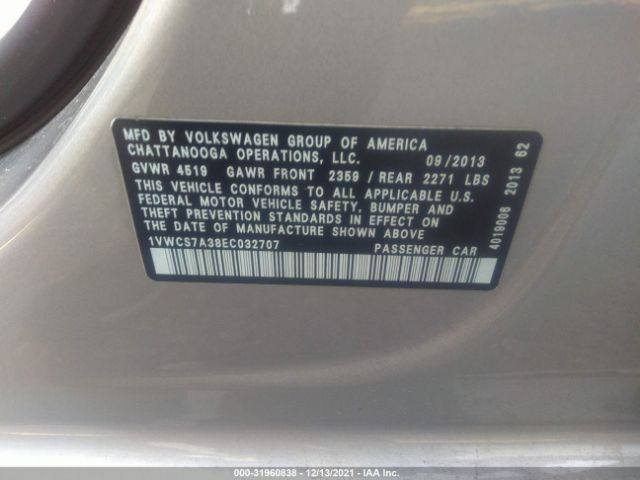 MFD BY VOLKSWAGEN GROUP OF AMERICA
CHATTANOOGA OPERATIONS, LLC. 09/2013
GVWR 4519 GAWR FRONT 2359 / REAR 2271 LBS
THIS VEHICLE CONFORMS TO ALL APPLICABLE U.S.
FEDERAL MOTOR VEHICLE SAFETY, BUMPER AND
THEFT PREVENTION STANDARDS IN EFFECT ON
THE DATE OF MANUFACTURE SHOWN ABOVE
1VWCS7A38EC032707 PASSENGER CAR
4019006 2013 62
000-31960838 - 12/13/2021 - IAA Inc.